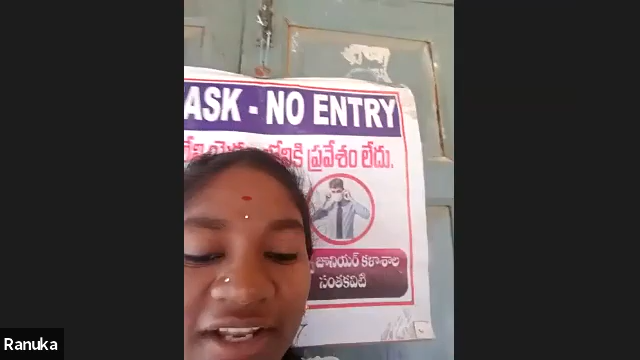 ASK - NO ENTRY
ప్రవేశం లేదు.
జూనియర్ కళాశాల
సంతకవిటి
Ranuka